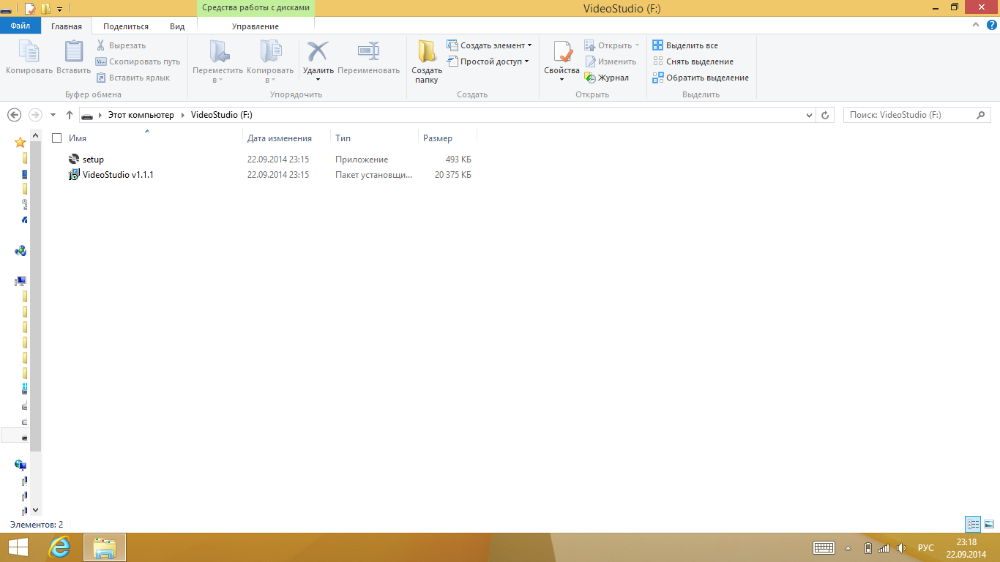 Средства работы с дисками
VideoStudio (F:)
Файл
Главная
Поделиться
Вид
Управление
Копировать
Вставить
Вырезать
Скопировать путь
Вставить ярлык
Буфер обмена
Переместить в
Копировать в
Удалить
Переименовать
Упорядочить
Создать папку
Создать элемент
Простой доступ
Создать
Свойства
Открыть
Изменить
Журнал
Открыть
Выделить все
Снять выделение
Обратить выделение
Выделить
Этот компьютер
VideoStudio (F:)
Поиск: VideoStudio (F:)
Имя Дата изменения Тип Размер
setup 22.09.2014 23:15 Приложение 493 КБ
VideoStudio v1.1.1 22.09.2014 23:15 Пакет установщи... 20 375 КБ
Элементов: 2
РУС
23:18
22.09.2014